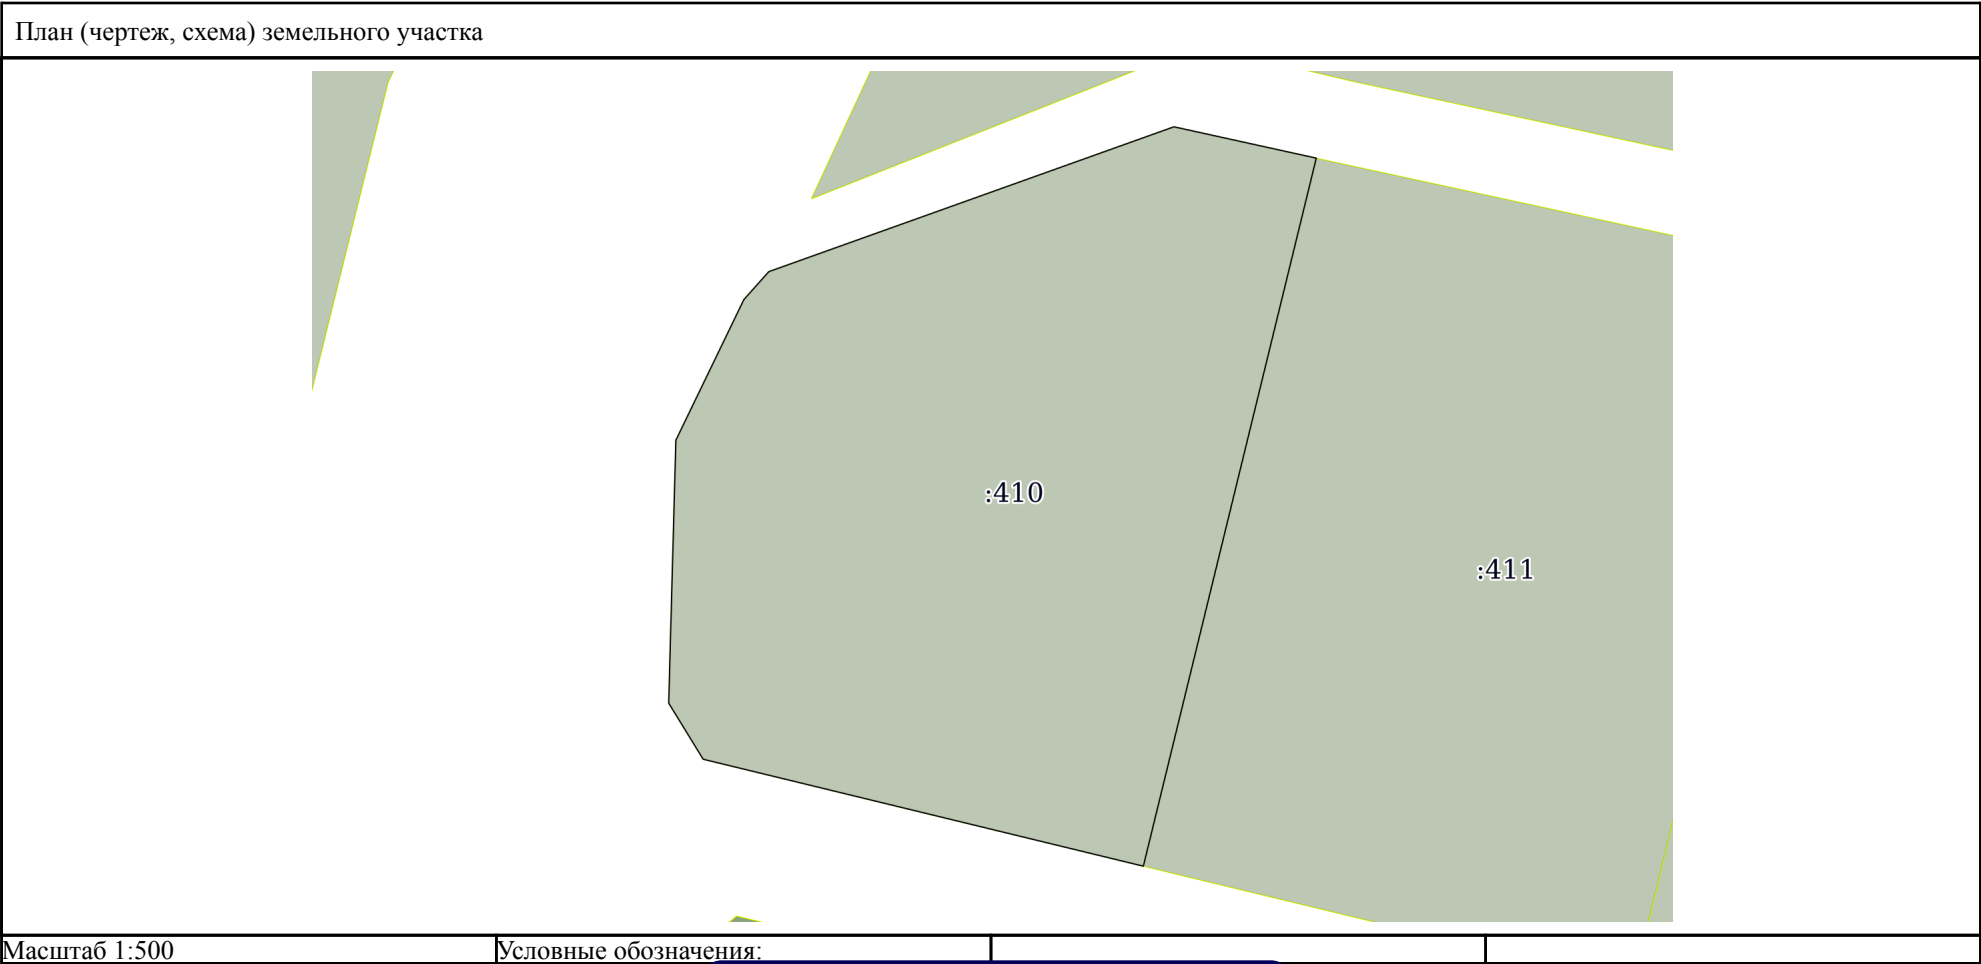 План (чертеж, схема) земельного участка
:410
:411
Масштаб 1:500
Условные обозначения: